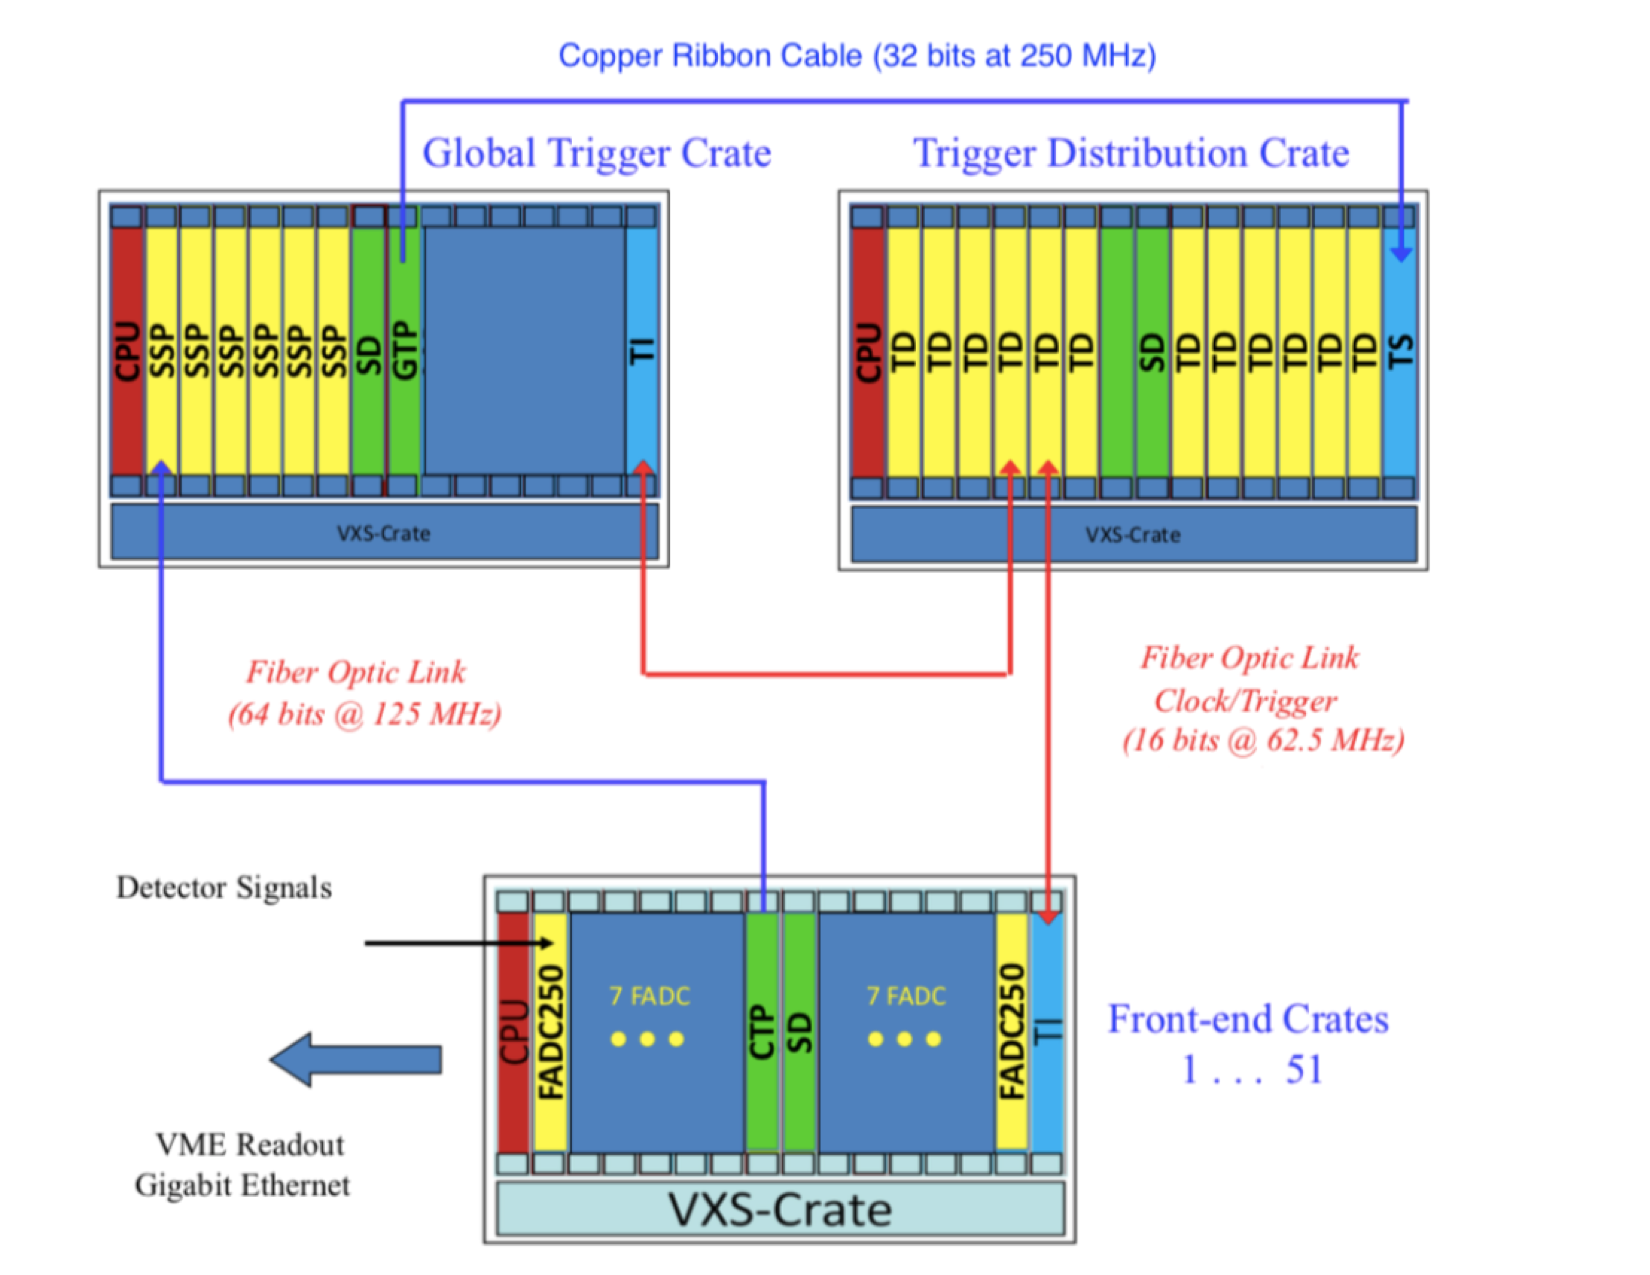 Copper Ribbon Cable (32 bits at 250 MHz)
Global Trigger Crate
Trigger Distribution Crate
CPU
SSP
SSP
SSP
SSP
SSP
SSP
SD
GTP
TI
VXS-Crate
CPU
TD
TD
TD
TD
TD
TD
SD
TD
TD
TD
TD
TD
TD
TS
VXS-Crate
Fiber Optic Link
(64 bits @ 125 MHz)
Fiber Optic Link
Clock/Trigger
(16 bits @ 62.5 MHz)
Detector Signals
CPU
FADC250
7 FADC
CTP
SD
7 FADC
FADC250
TI
Front-end Crates
1 . . . 51
VME Readout
Gigabit Ethernet
VXS-Crate